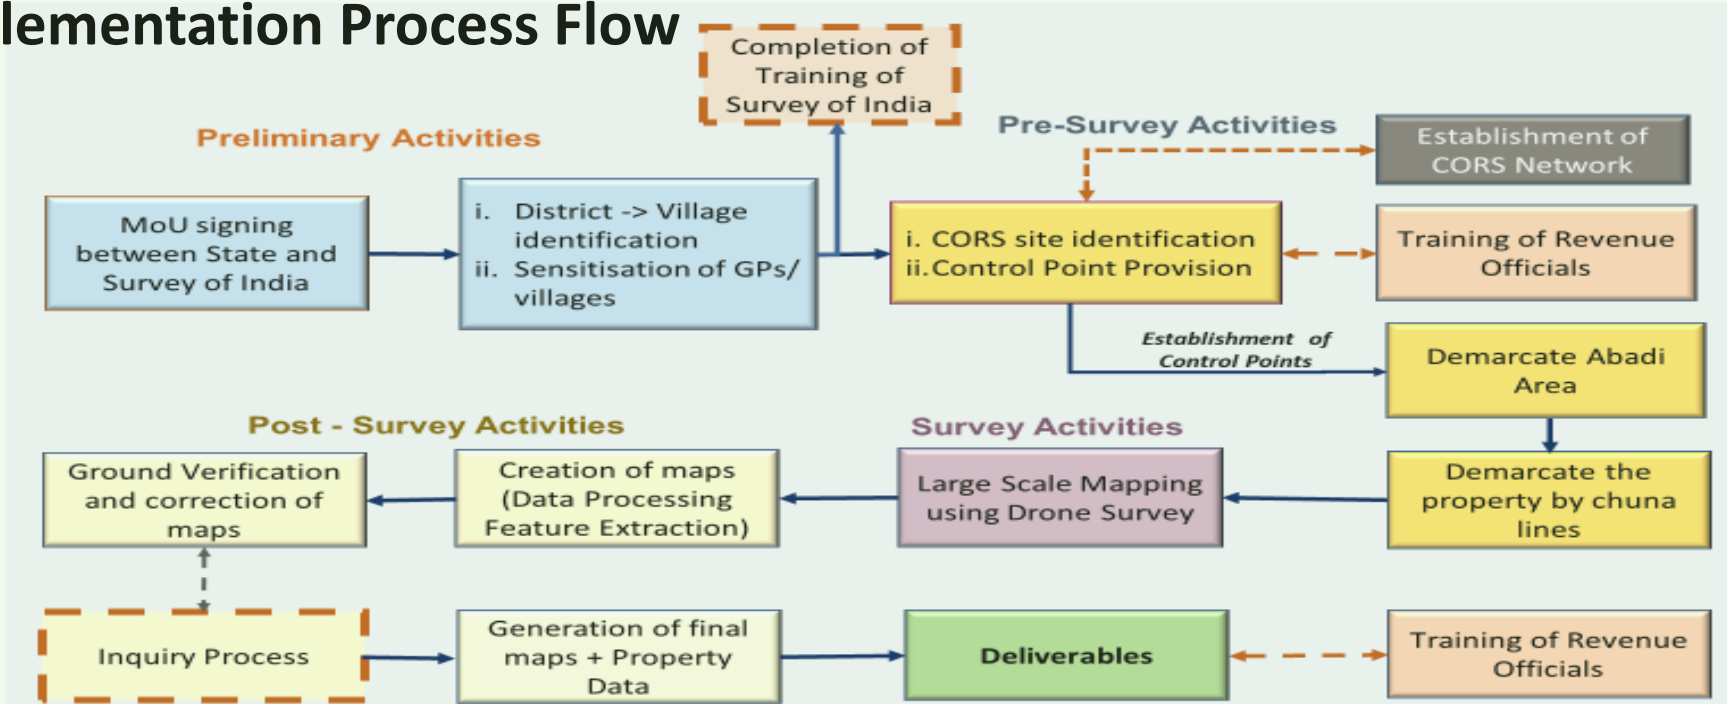 lementation Process Flow
Completion of
Training of
Survey of India
Preliminary Activities
Pre-Survey Activities
Establishment of
CORS Network
MoU signing
between State and
Survey of India
i. District -> Village
identification
ii. Sensitisation of GPs/
villages
i. CORS site identification
ii.Control Point Provision
Training of Revenue
Officials
Establishment of
Control Points
Demarcate Abadi
Area
Post - Survey Activities
Survey Activities
Ground Verification
and correction of
maps
Creation of maps
(Data Processing
Feature Extraction)
Large Scale Mapping
using Drone Survey
Demarcate the
property by chuna
lines
Inquiry Process
Generation of final
maps + Property
Data
Deliverables
Training of Revenue
Officials